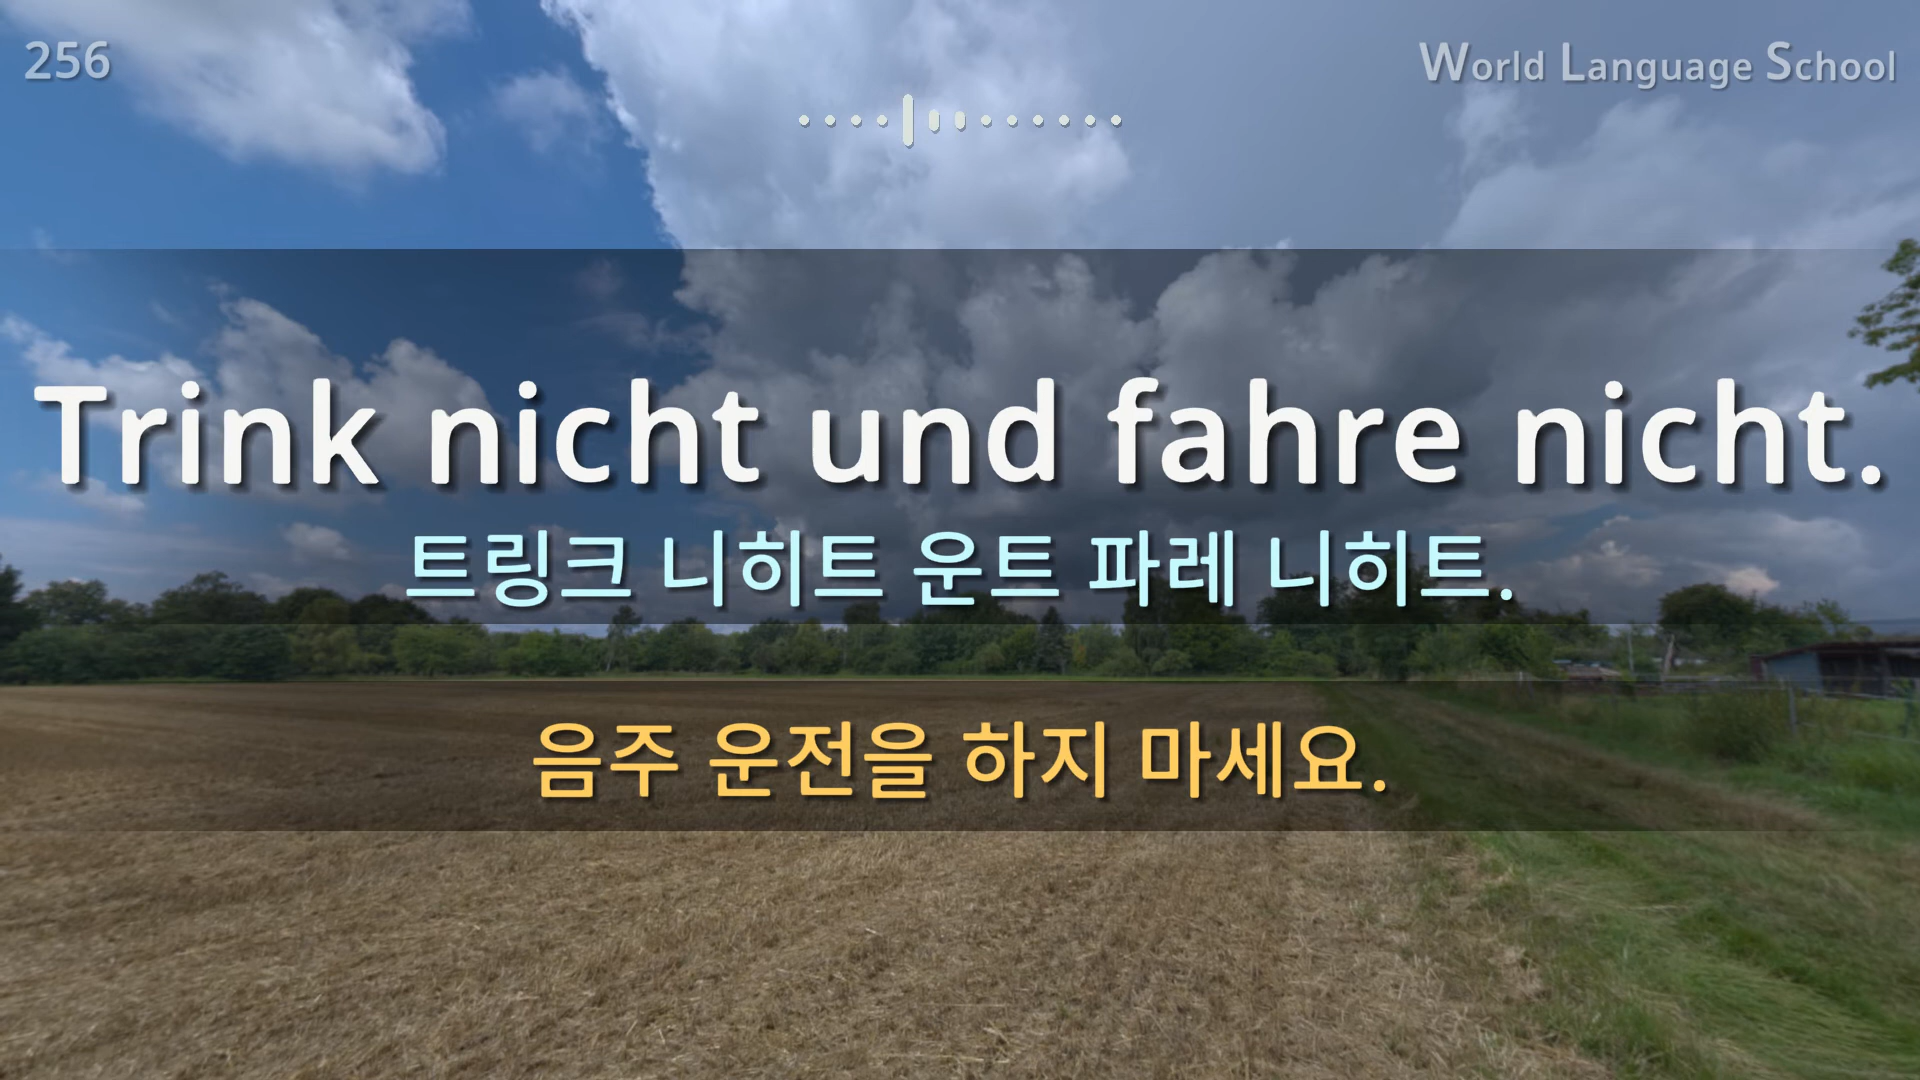 256
World Language School
Trink nicht und fahre nicht.
트링크 니히트 운트 파레 니히트.
음주 운전을 하지 마세요.